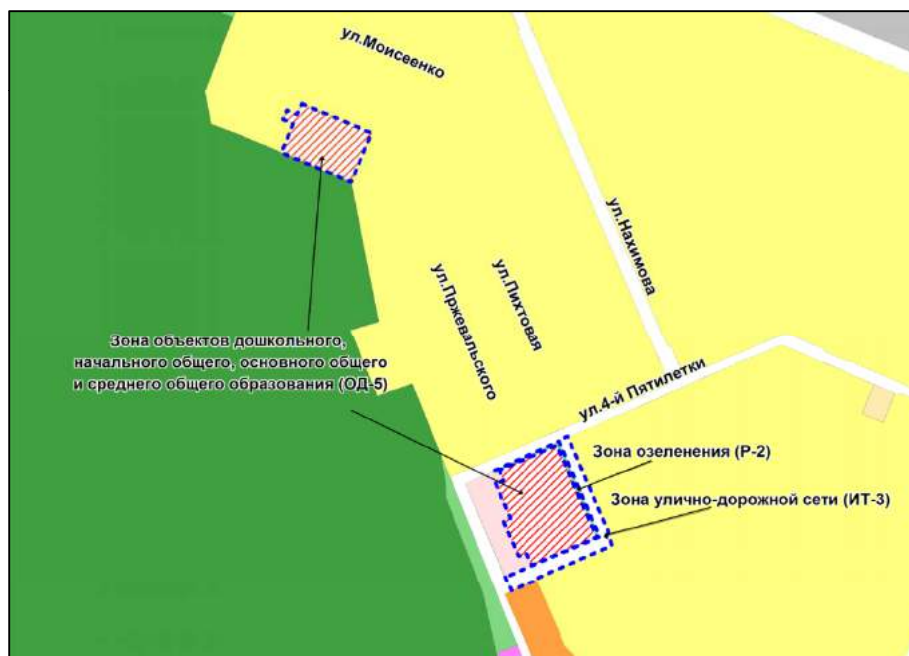 ул.Моисеенко
ул.Нахимова
ул.Пихтовая
ул.Пржевальского
Зона объектов дошкольного,
начального общего, основного общего
и среднего общего образования (ОД-5)
ул.4-й Пятилетки
Зона озеленения (Р-2)
Зона улично-дорожной сети (ИТ-3)